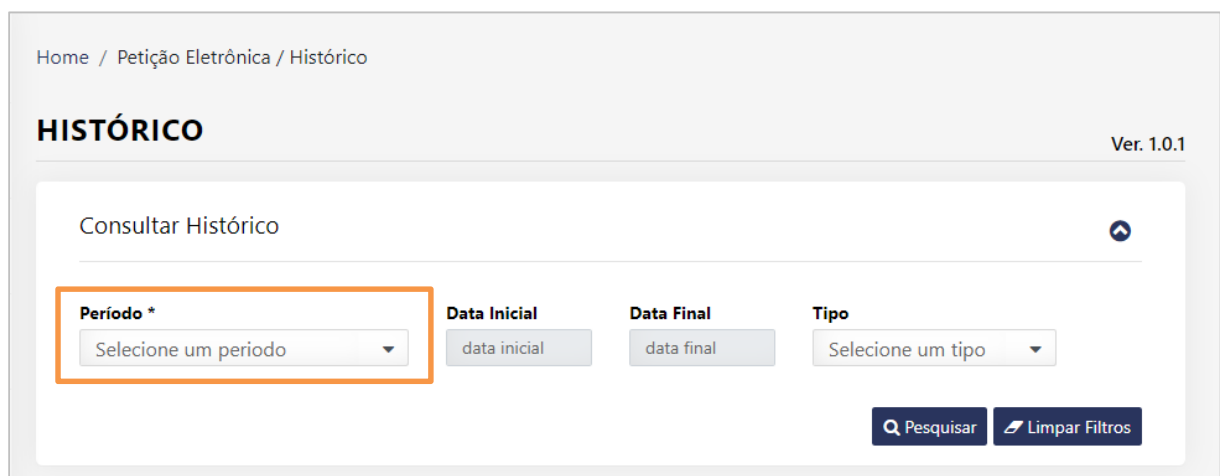 Home / Petição Eletrônica / Histórico
HISTÓRICO
Ver. 1.0.1
Consultar Histórico
Período * Data Inicial Data Final Tipo
Selecione um periodo data inicial data final Selecione um tipo
Pesquisar Limpar Filtros